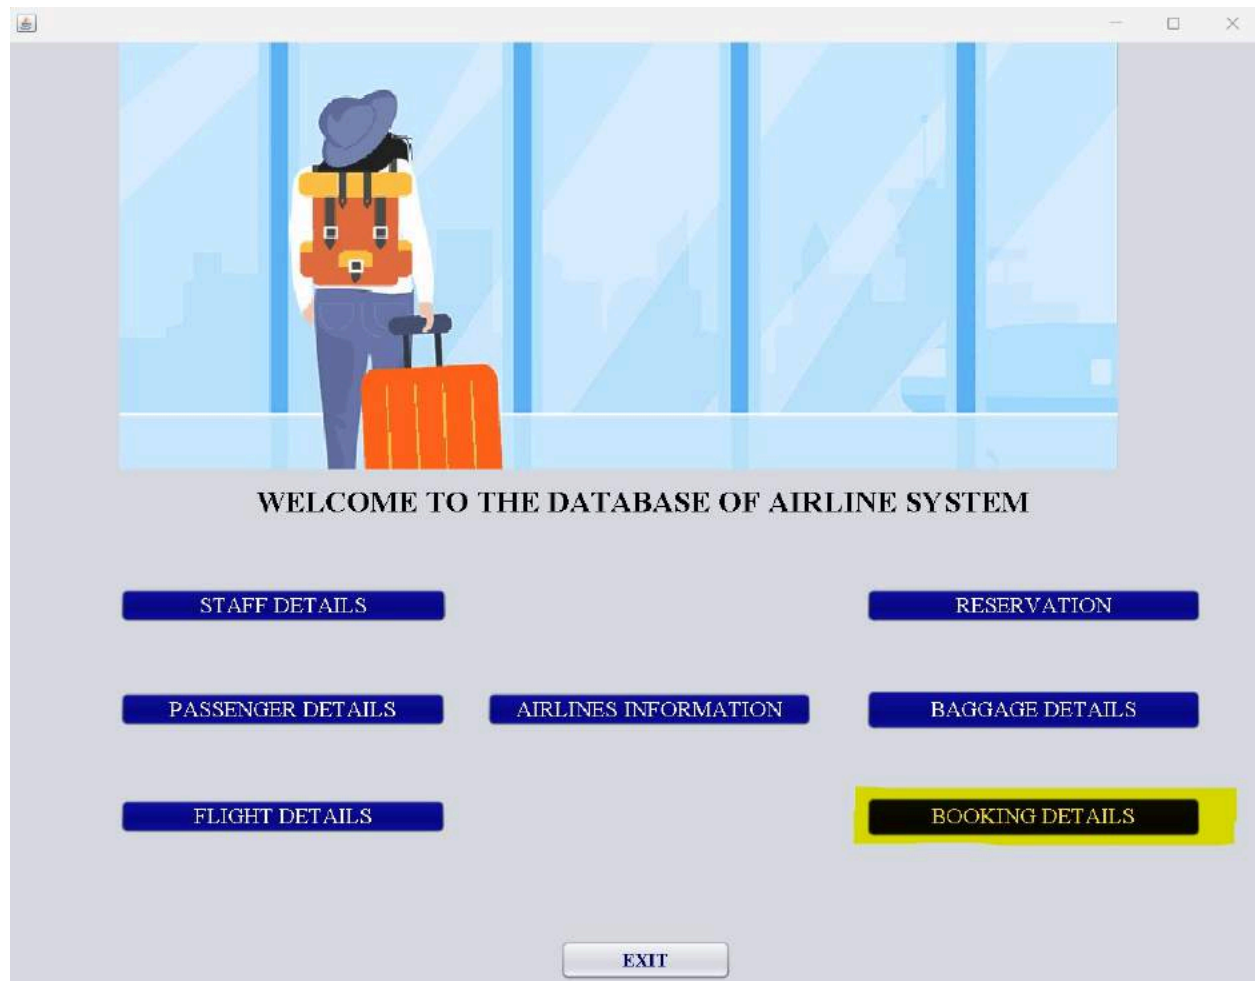 WELCOME TO THE DATABASE OF AIRLINE SYSTEM
STAFF DETAILS
RESERVATION
PASSENGER DETAILS
AIRLINES INFORMATION
BAGGAGE DETAILS
FLIGHT DETAILS
BOOKING DETAILS
EXIT